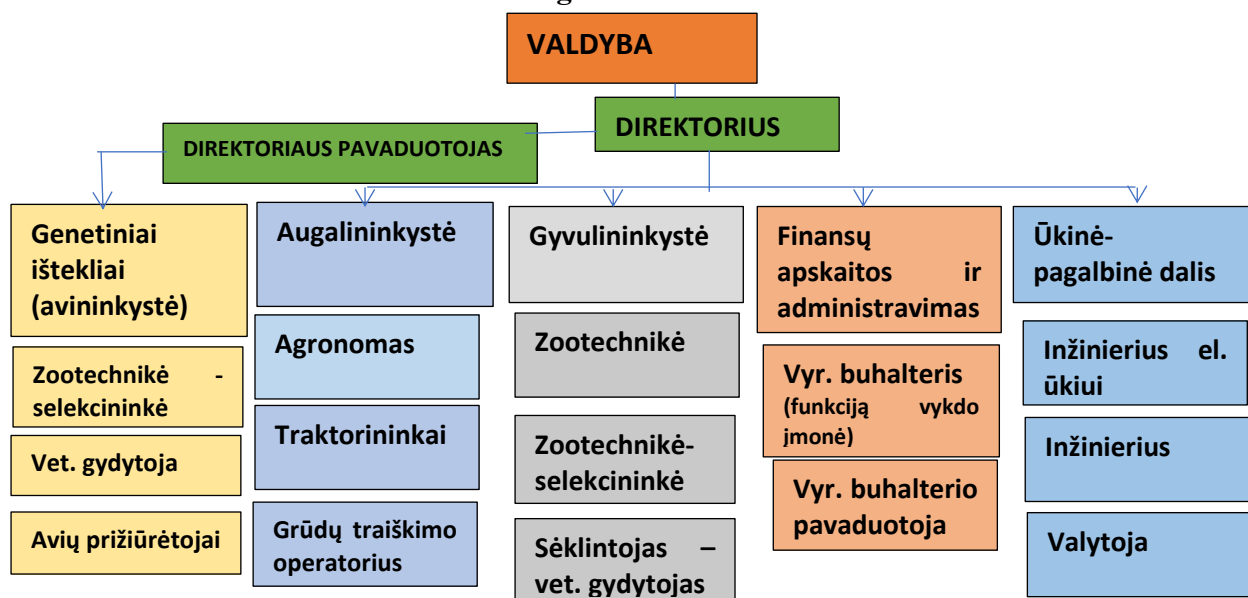 VALDYBA
DIREKTORIUS
DIREKTORIAUS PAVADUOTOJAS
Genetiniai
ištekliai
(avininkystė)
Zootechnikė -
selekcininkė
Vet. gydytoja
Avių prižiūrėtojai
Augalininkystė
Agronomas
Traktorininkai
Grūdų traiškimo
operatorius
Gyvulininkystė
Zootechnikė
Zootechnikė-
selekcininkė
Sėklintojas –
vet. gydytojas
Finansų
apskaitos ir
administravimas
Vyr. buhalteris
(funkciją vykdo
įmonė)
Vyr. buhalterio
pavaduotoja
Ūkinė-
pagalbinė dalis
Inžinierius el.
ūkiui
Inžinierius
Valytoja